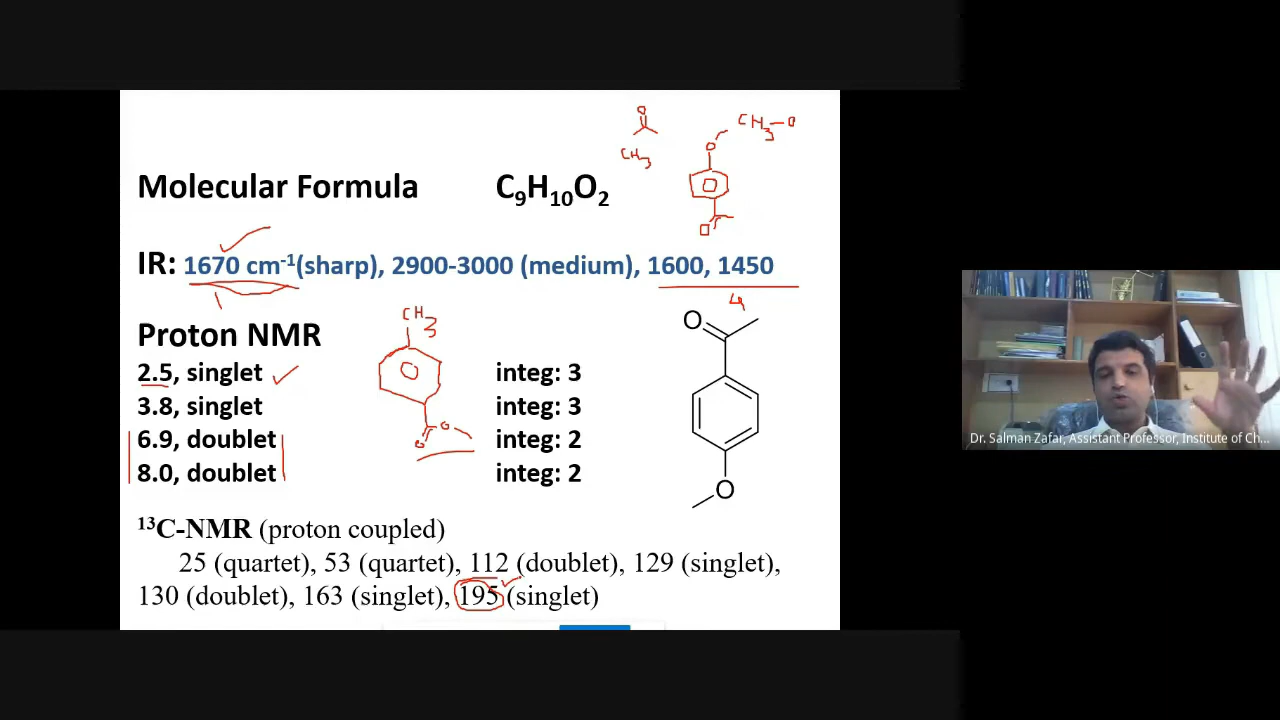 O
CH3
CH3—O
O
O
Molecular Formula C9H10O2
IR: 1670 cm-1(sharp), 2900-3000 (medium), 1600, 1450
4
CH3
O
O
O
O
Proton NMR
2.5, singlet integ: 3
3.8, singlet integ: 3
6.9, doublet integ: 2
8.0, doublet integ: 2
13C-NMR (proton coupled)
25 (quartet), 53 (quartet), 112 (doublet), 129 (singlet),
130 (doublet), 163 (singlet), 195 (singlet)
Dr. Salman Zafar, Assistant Professor, Institute of Ch...